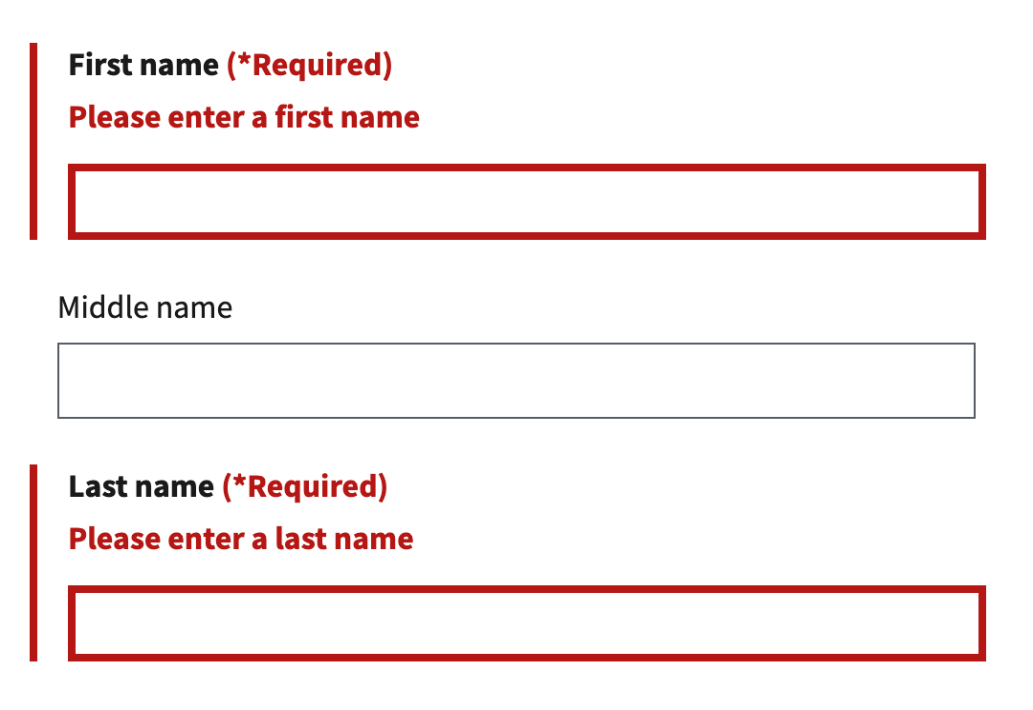 First name (*Required)
Please enter a first name
Middle name
Last name (*Required)
Please enter a last name